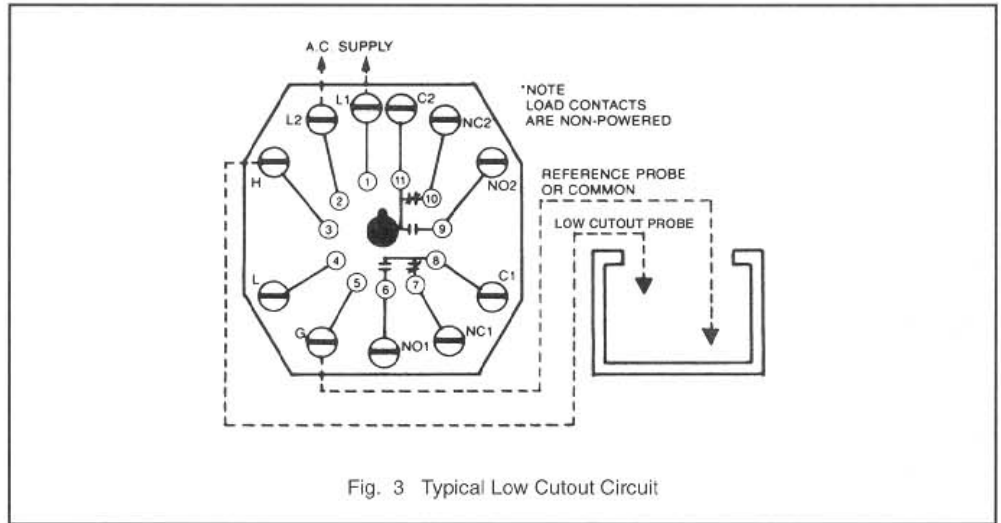 A.C. SUPPLY
L2
L1
C2
NC2
*NOTE
LOAD CONTACTS
ARE NON-POWERED
H
NO2
REFERENCE PROBE
OR COMMON
LOW CUTOUT PROBE
1
11
2
10
3
9
4
8
5
6
7
L
C1
G
NO1
NC1
Fig. 3 Typical Low Cutout Circuit